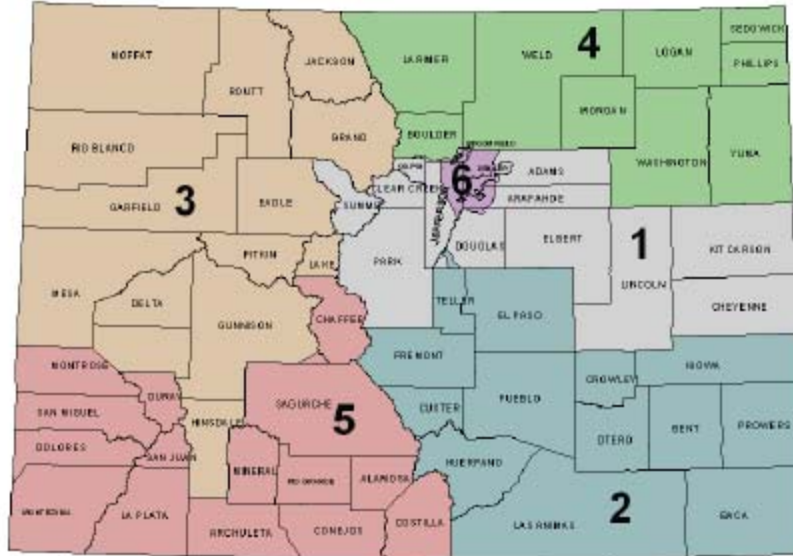 SEDGWICK
MOFFAT
JACKSON
LARIMER
WELD
4
LOGAN
PHILLIPS
ROUTT
MORGAN
GRAND
BOULDER
RIO BLANCO
WASHINGTON
YUMA
ADAMS
CLEAR CREEK
6
GARFIELD
3
EAGLE
SUMMI
ARAPAHOE
JEFFERSON
DOUGLAS
ELBERT
1
KIT CARSON
PITKIN
LAKE
PARK
LINCOLN
MESA
DELTA
TELLER
CHEYENNE
GUNNISON
CHAFFEE
EL PASO
FREMONT
MONTROSE
KIOWA
CROWLEY
OURAY
SAGUACHE
PUEBLO
SAN MIGUEL
HINSDALE
5
CUSTER
BENT
PROWERS
OTERO
DOLORES
SAN JUAN
HUERFANO
MINERAL
RIO GRANDE
ALAMOSA
LA PLATA
COSTILLA
2
BACA
ARCHULETA
CONEJOS
LAS ANIMAS